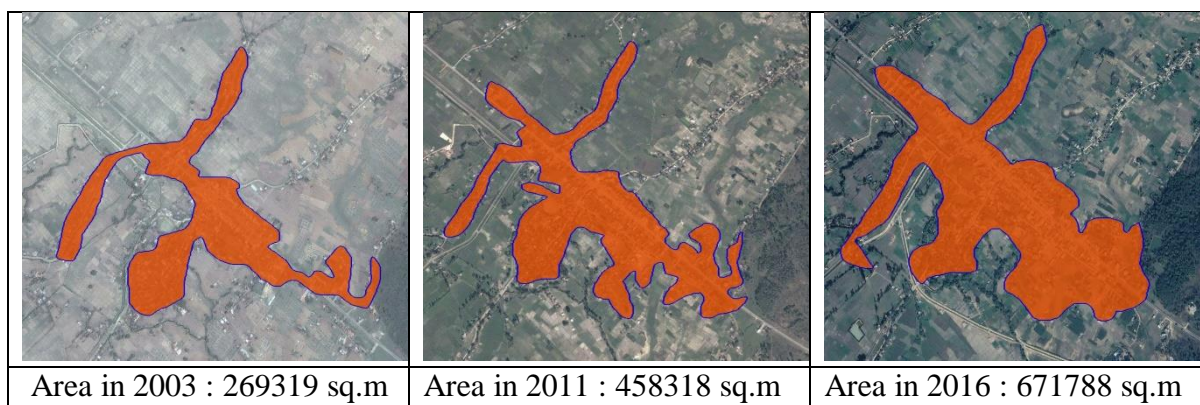 Area in 2003 : 269319 sq.m
Area in 2011 : 458318 sq.m
Area in 2016 : 671788 sq.m